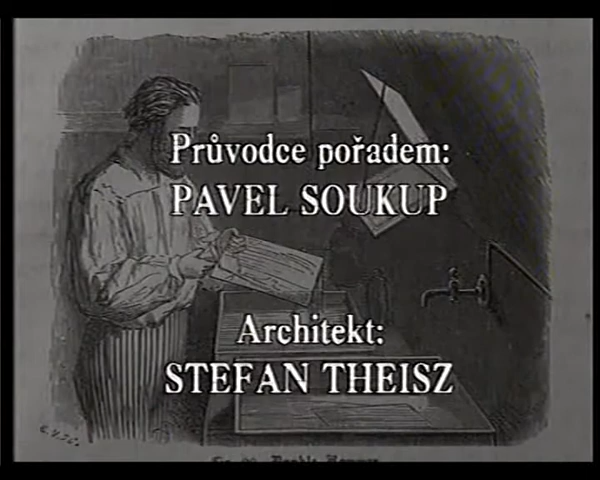 Průvodce pořadem:
PAVEL SOUKUP
Architekt:
STEFAN THEISZ